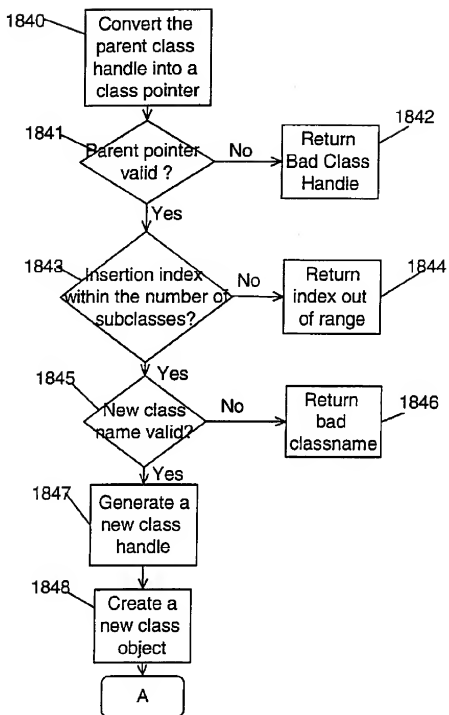 1840
Convert the
parent class
handle into a
class pointer
1841
Parent pointer
valid ?
No
1842
Return
Bad Class
Handle
Yes
1843
Insertion index
within the number of
subclasses?
No
1844
Return
index out
of range
Yes
1845
New class
name valid?
No
1846
Return
bad
classname
Yes
1847
Generate a
new class
handle
1848
Create a
new class
object
A